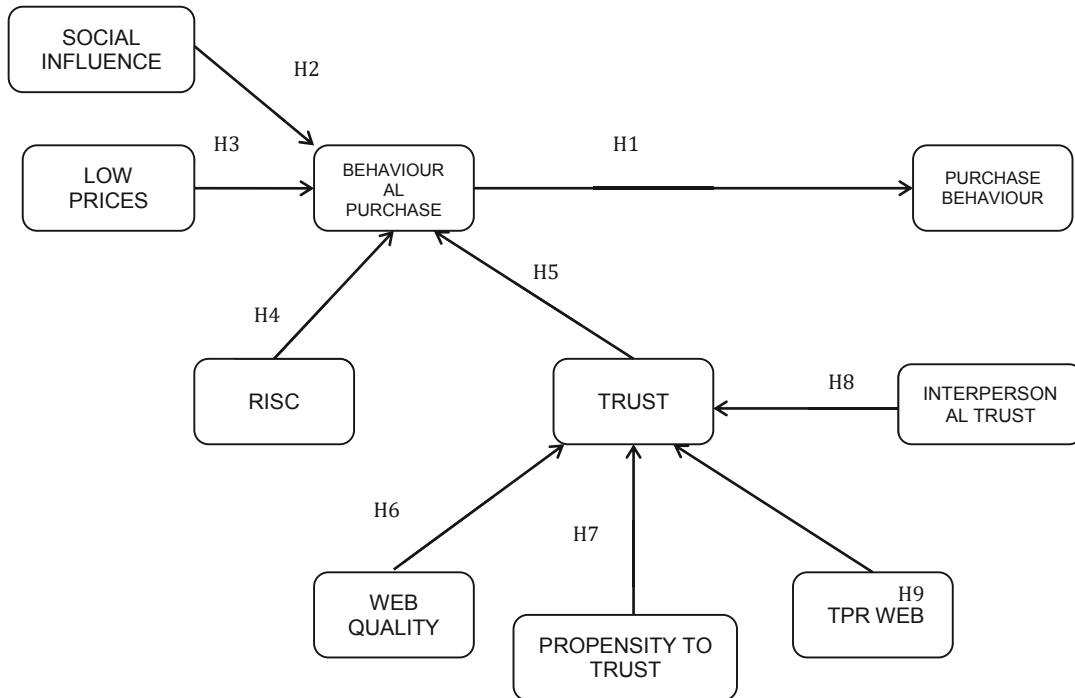 SOCIAL
INFLUENCE
H2
H3
H1
LOW
PRICES
BEHAVIOUR
AL
PURCHASE
PURCHASE
BEHAVIOUR
H5
H4
RISC
TRUST
H8
INTERPERSON
AL TRUST
H6
H7
H9
WEB
QUALITY
PROPENSITY TO
TRUST
TPR WEB